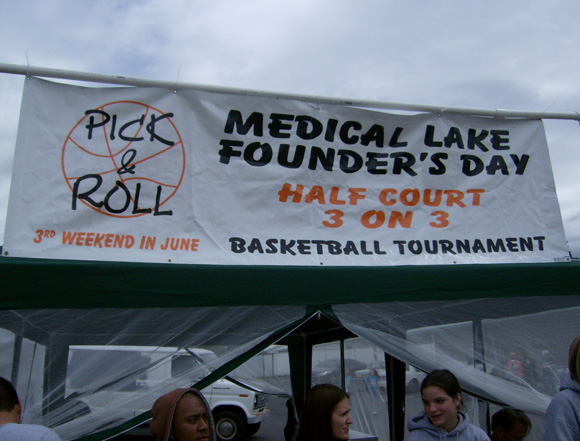 PICK
&
ROLL
3RD WEEKEND IN JUNE
MEDICAL LAKE
FOUNDER'S DAY
HALF COURT
3 ON 3
BASKETBALL TOURNAMENT